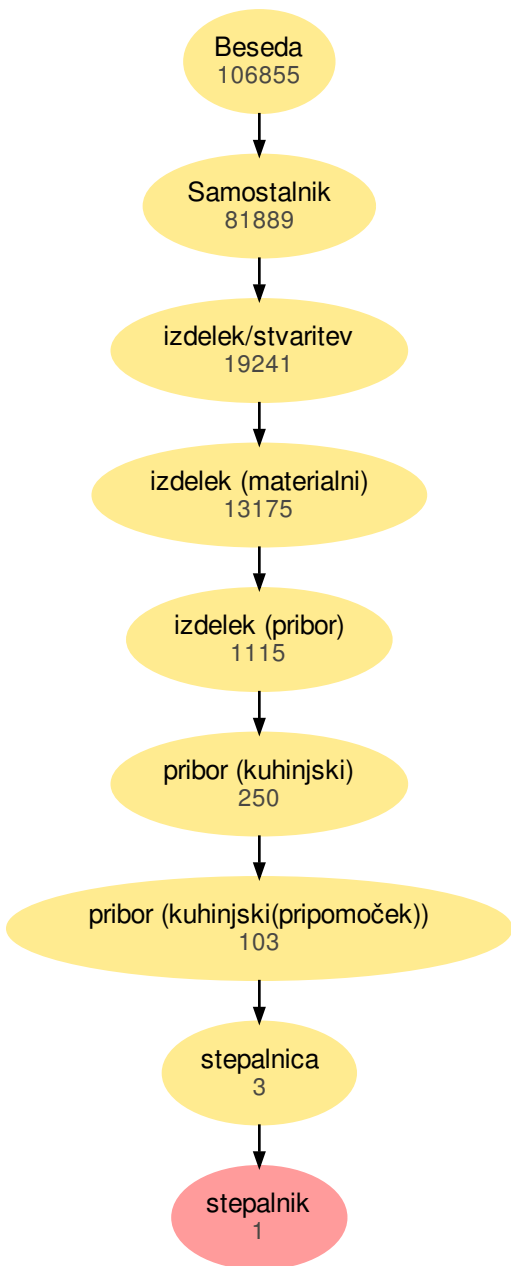 Beseda
106855
Samostalnik
81889
izdelek/stvaritev
19241
izdelek (materialni)
13175
izdelek (pribor)
1115
pribor (kuhinjski)
250
pribor (kuhinjski(pripomoček))
103
stepalnica
3
stepalnik
1